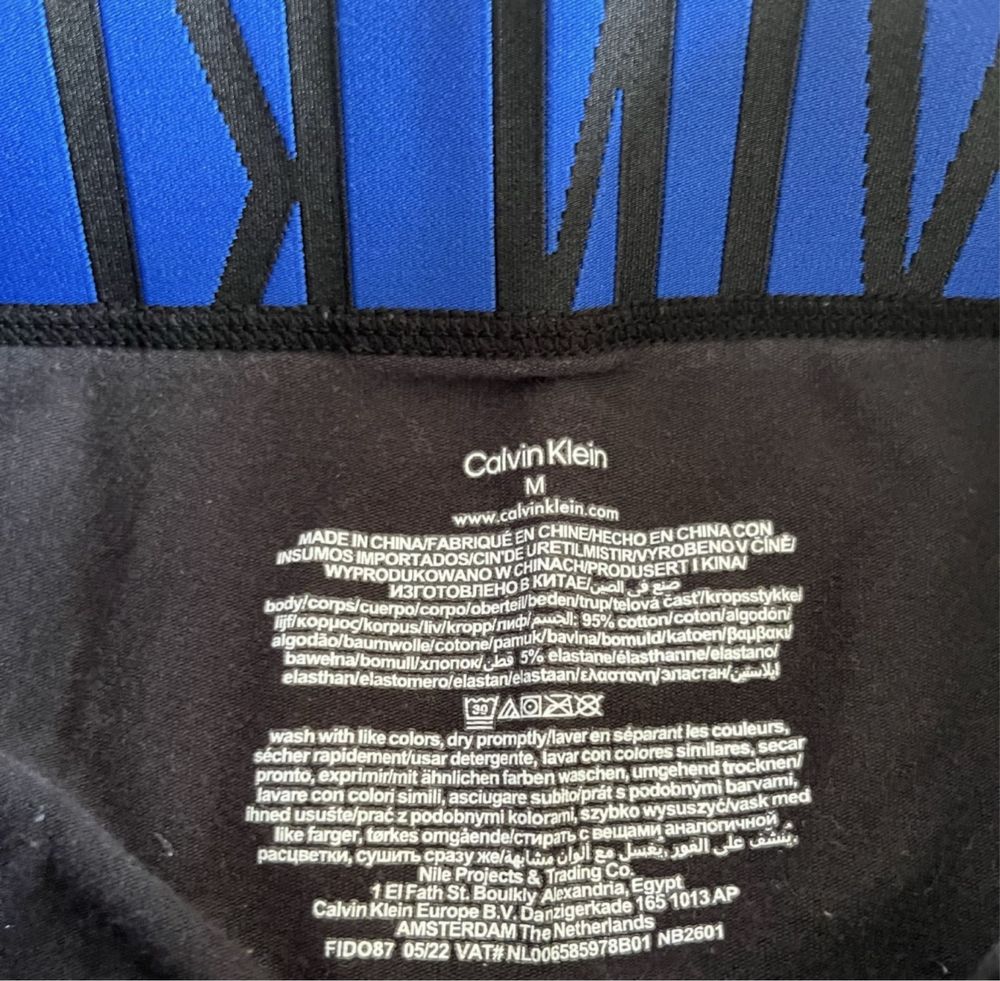 Calvin Klein
M
www.calvinklein.com
MADE IN CHINA/FABRIQUÉ EN CHINE/HECHO EN CHINA CON
INSUMOS IMPORTADOS/CIN'DE URETILMISTIR/VYROBENO V ČÍNĚ/
WYPRODUKOWANO W CHINACH/PRODUSERT I KINA/
ИЗГОТОВЛЕНО В КИТАЕ/صنع في الصين
body/corps/cuerpo/corpo/oberteil/beden/trup/telová časť/kropsstykke/
lijf/κορμος/korpus/liv/kropp/лиф/الجسم: 95% cotton/coton/algodón/
algodão/baumwolle/cotone/pamuk/bavlna/bomuld/katoen/βαμβακι/
bawełna/bomull/хлопок/قطن 5% elastane/élasthanne/elastano/
elasthan/elastomero/elastan/elastaan/ελαστανη/эластан/ايلاستين
30
wash with like colors, dry promptly/laver en séparant les couleurs,
sécher rapidement/usar detergente, lavar con colores similares, secar
pronto, exprimir/mit ähnlichen farben waschen, umgehend trocknen/
lavare con colori simili, asciugare subito/prát s podobnými barvami,
ihned usušte/prać z podobnymi kolorami, szybko wysuszyć/vask med
like farger, tørkes omgående/стирать с вещами аналогичной
расцветки, сушить сразу же/يغسل مع ألوان مشابهة, ينشف على الفور.
Nile Projects & Trading Co.
1 El Fath St. Boulkly Alexandria, Egypt
Calvin Klein Europe B.V. Danzigerkade 165 1013 AP
AMSTERDAM The Netherlands
FIDO87 05/22 VAT# NL006585978B01 NB2601